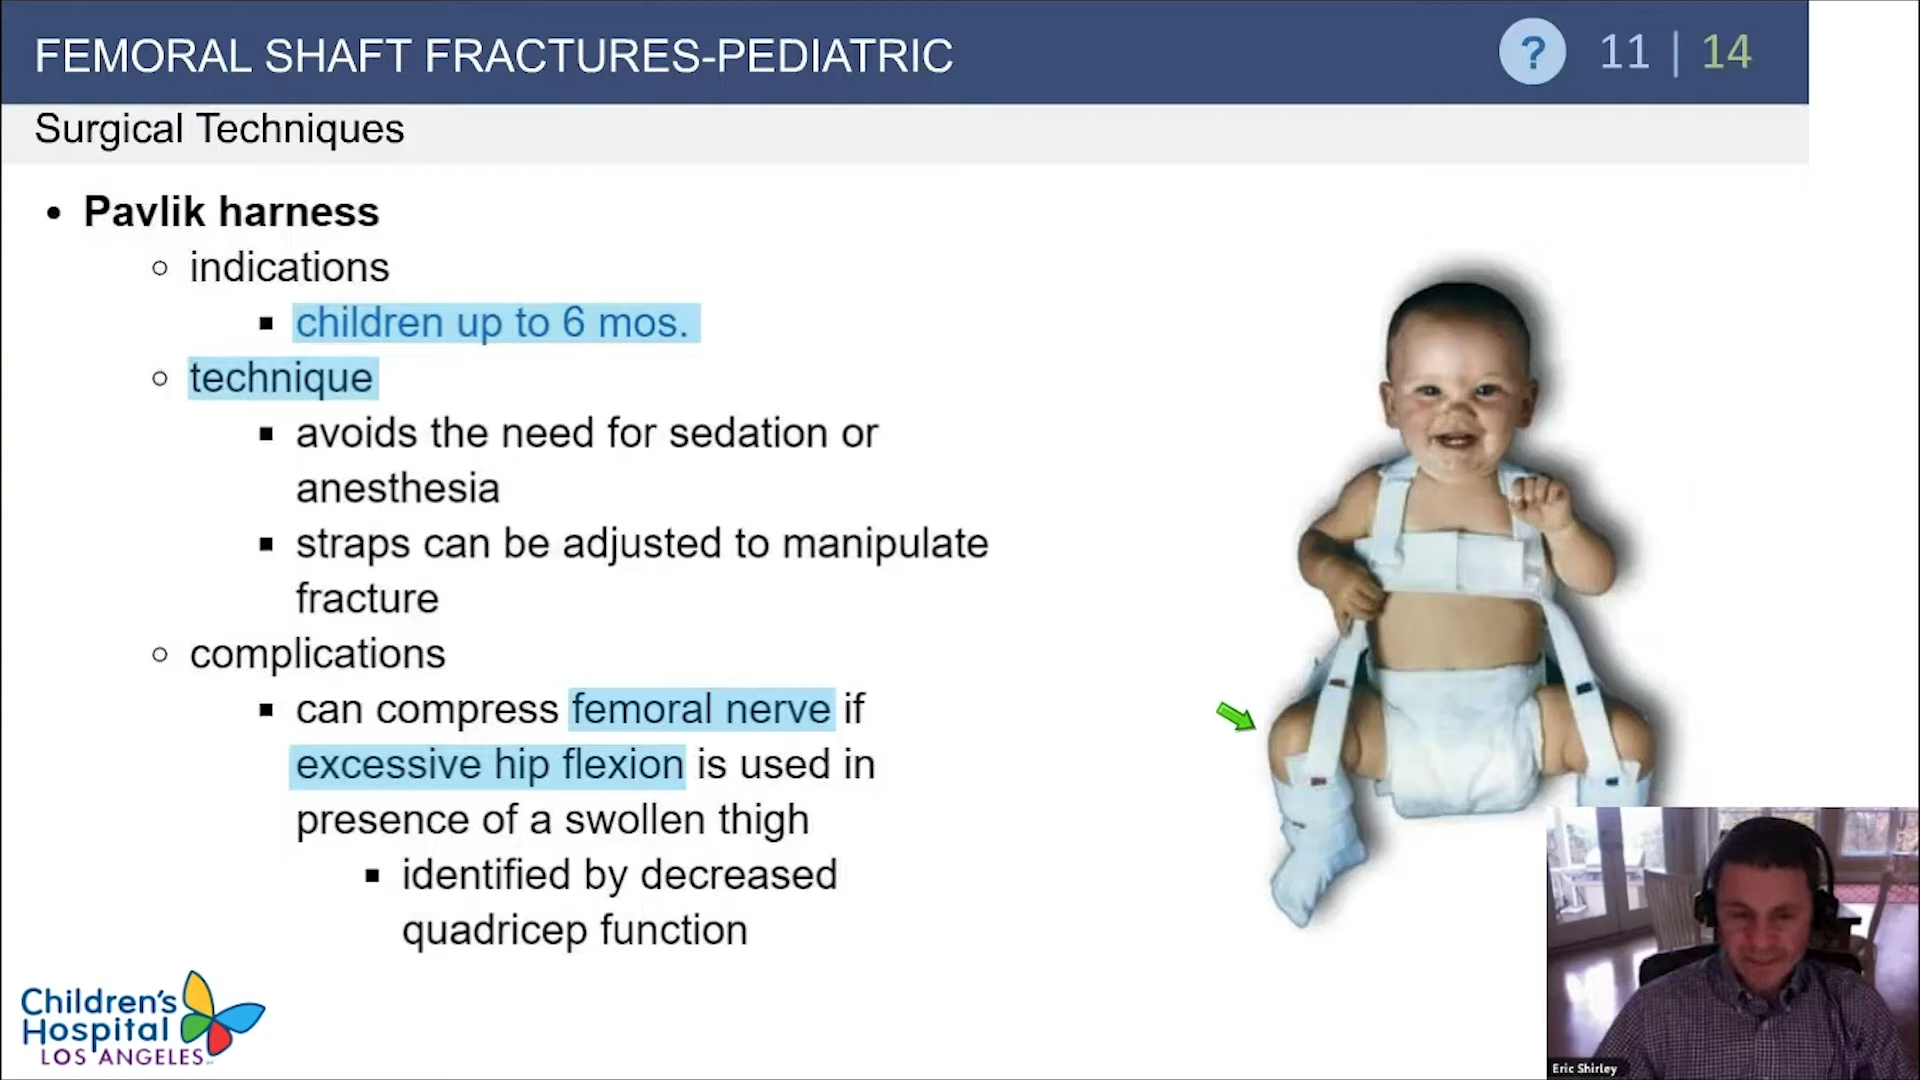 FEMORAL SHAFT FRACTURES-PEDIATRIC
? 11 | 14
Surgical Techniques
• Pavlik harness
○ indications
▪ children up to 6 mos.
○ technique
▪ avoids the need for sedation or
anesthesia
▪ straps can be adjusted to manipulate
fracture
○ complications
▪ can compress femoral nerve if
excessive hip flexion is used in
presence of a swollen thigh
▪ identified by decreased
quadricep function
Children's
Hospital
LOS ANGELES
Eric Shirley